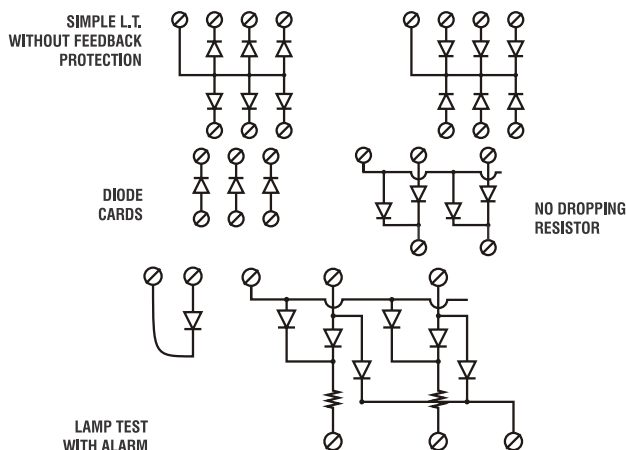 SIMPLE L.T.
WITHOUT FEEDBACK
PROTECTION
DIODE
CARDS
NO DROPPING
RESISTOR
LAMP TEST
WITH ALARM